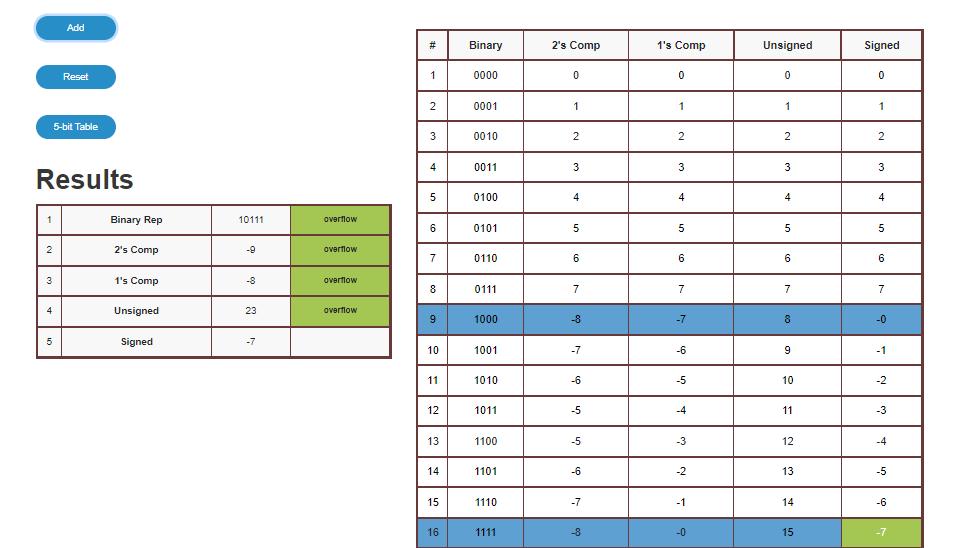 Add
Reset
5-bit Table
Results
1 Binary Rep 10111 overflow
2 2's Comp -9 overflow
3 1's Comp -8 overflow
4 Unsigned 23 overflow
5 Signed -7
# Binary 2's Comp 1's Comp Unsigned Signed
1 0000 0 0 0 0
2 0001 1 1 1 1
3 0010 2 2 2 2
4 0011 3 3 3 3
5 0100 4 4 4 4
6 0101 5 5 5 5
7 0110 6 6 6 6
8 0111 7 7 7 7
9 1000 -8 -7 8 -0
10 1001 -7 -6 9 -1
11 1010 -6 -5 10 -2
12 1011 -5 -4 11 -3
13 1100 -5 -3 12 -4
14 1101 -6 -2 13 -5
15 1110 -7 -1 14 -6
16 1111 -8 -0 15 -7